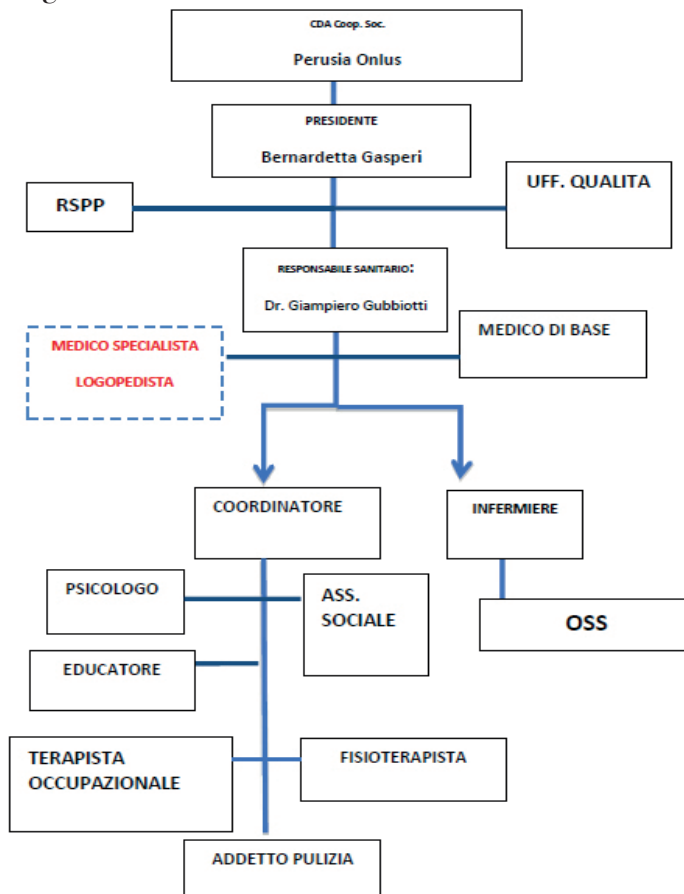 CDA Coop. Soc.
Perusia Onlus
PRESIDENTE
Bernardetta Gasperi
RSPP
UFF. QUALITA
RESPONSABILE SANITARIO:
Dr. Giampiero Gubbiotti
MEDICO SPECIALISTA
LOGOPEDISTA
MEDICO DI BASE
COORDINATORE
INFERMIERE
PSICOLOGO
ASS.
SOCIALE
OSS
EDUCATORE
TERAPISTA
OCCUPAZIONALE
FISIOTERAPISTA
ADDETTO PULIZIA